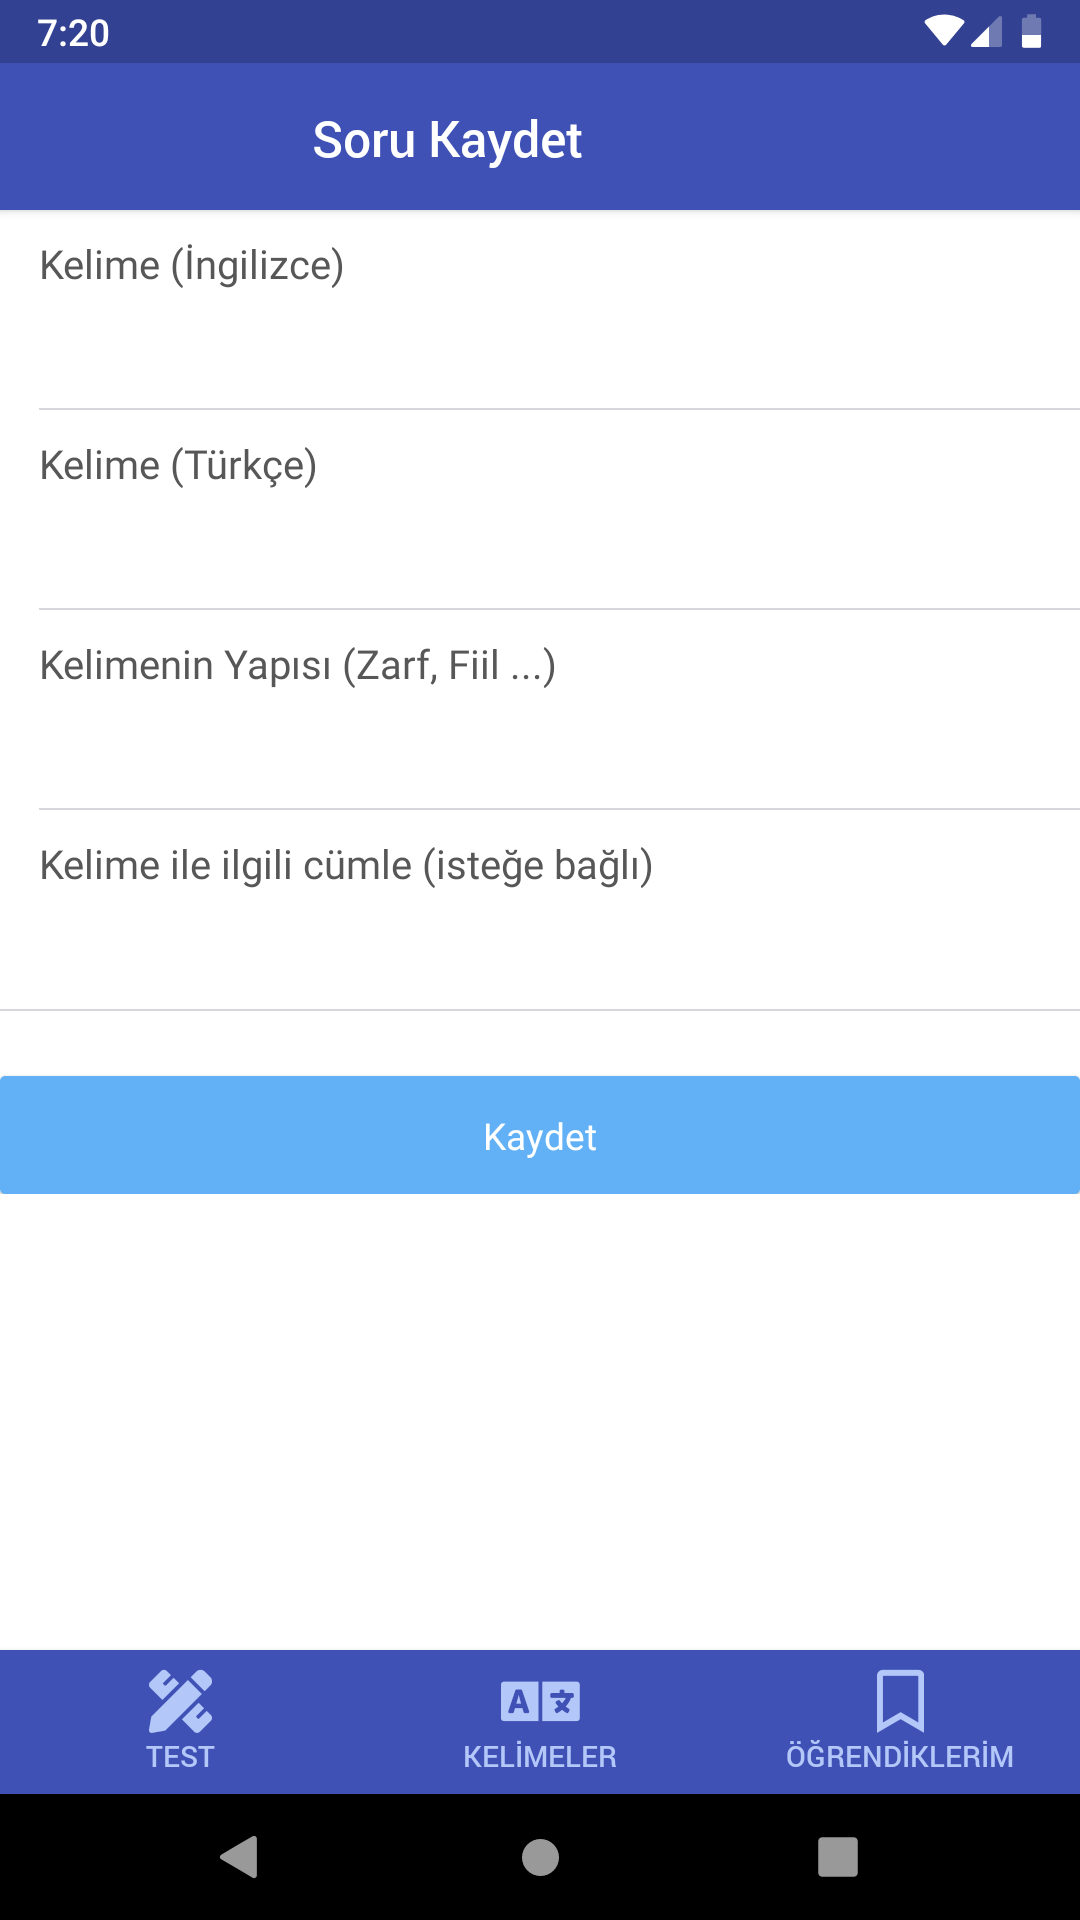 7:20
Soru Kaydet
Kelime (İngilizce)
Kelime (Türkçe)
Kelimenin Yapısı (Zarf, Fiil ...)
Kelime ile ilgili cümle (isteğe bağlı)
Kaydet
TEST
KELİMELER
ÖĞRENDİKLERİM